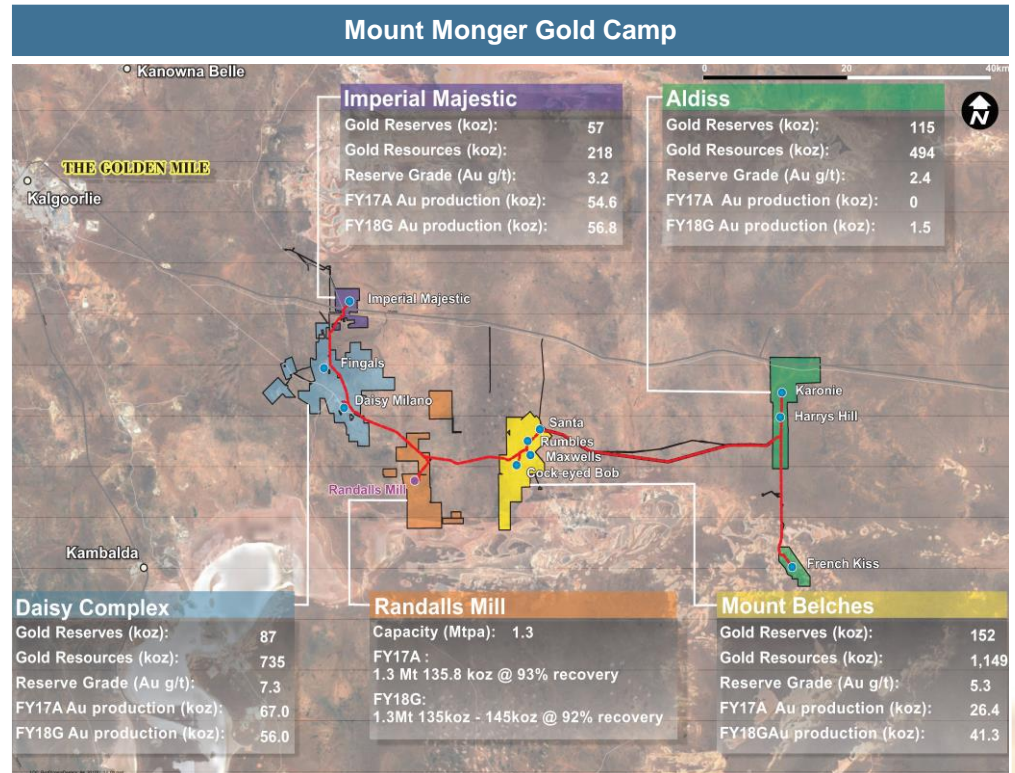 Mount Monger Gold Camp
Kanowna Belle
0 20 40km
N
THE GOLDEN MILE
Kalgoorlie
Imperial Majestic
Gold Reserves (koz): 57
Gold Resources (koz): 218
Reserve Grade (Au g/t): 3.2
FY17A Au production (koz): 54.6
FY18G Au production (koz): 56.8
Aldiss
Gold Reserves (koz): 115
Gold Resources (koz): 494
Reserve Grade (Au g/t): 2.4
FY17A Au production (koz): 0
FY18G Au production (koz): 1.5
Imperial Majestic
Fingals
Daisy Milano
Karonie
Harrys Hill
Santa
Rumbles
Maxwells
Cock-eyed Bob
Randalls Mill
Kambalda
French Kiss
Daisy Complex
Gold Reserves (koz): 87
Gold Resources (koz): 735
Reserve Grade (Au g/t): 7.3
FY17A Au production (koz): 67.0
FY18G Au production (koz): 56.0
Randalls Mill
Capacity (Mtpa): 1.3
FY17A :
1.3 Mt 135.8 koz @ 93% recovery
FY18G:
1.3Mt 135koz - 145koz @ 92% recovery
Mount Belches
Gold Reserves (koz): 152
Gold Resources (koz): 1,149
Reserve Grade (Au g/t): 5.3
FY17A Au production (koz): 26.4
FY18GAu production (koz): 41.3